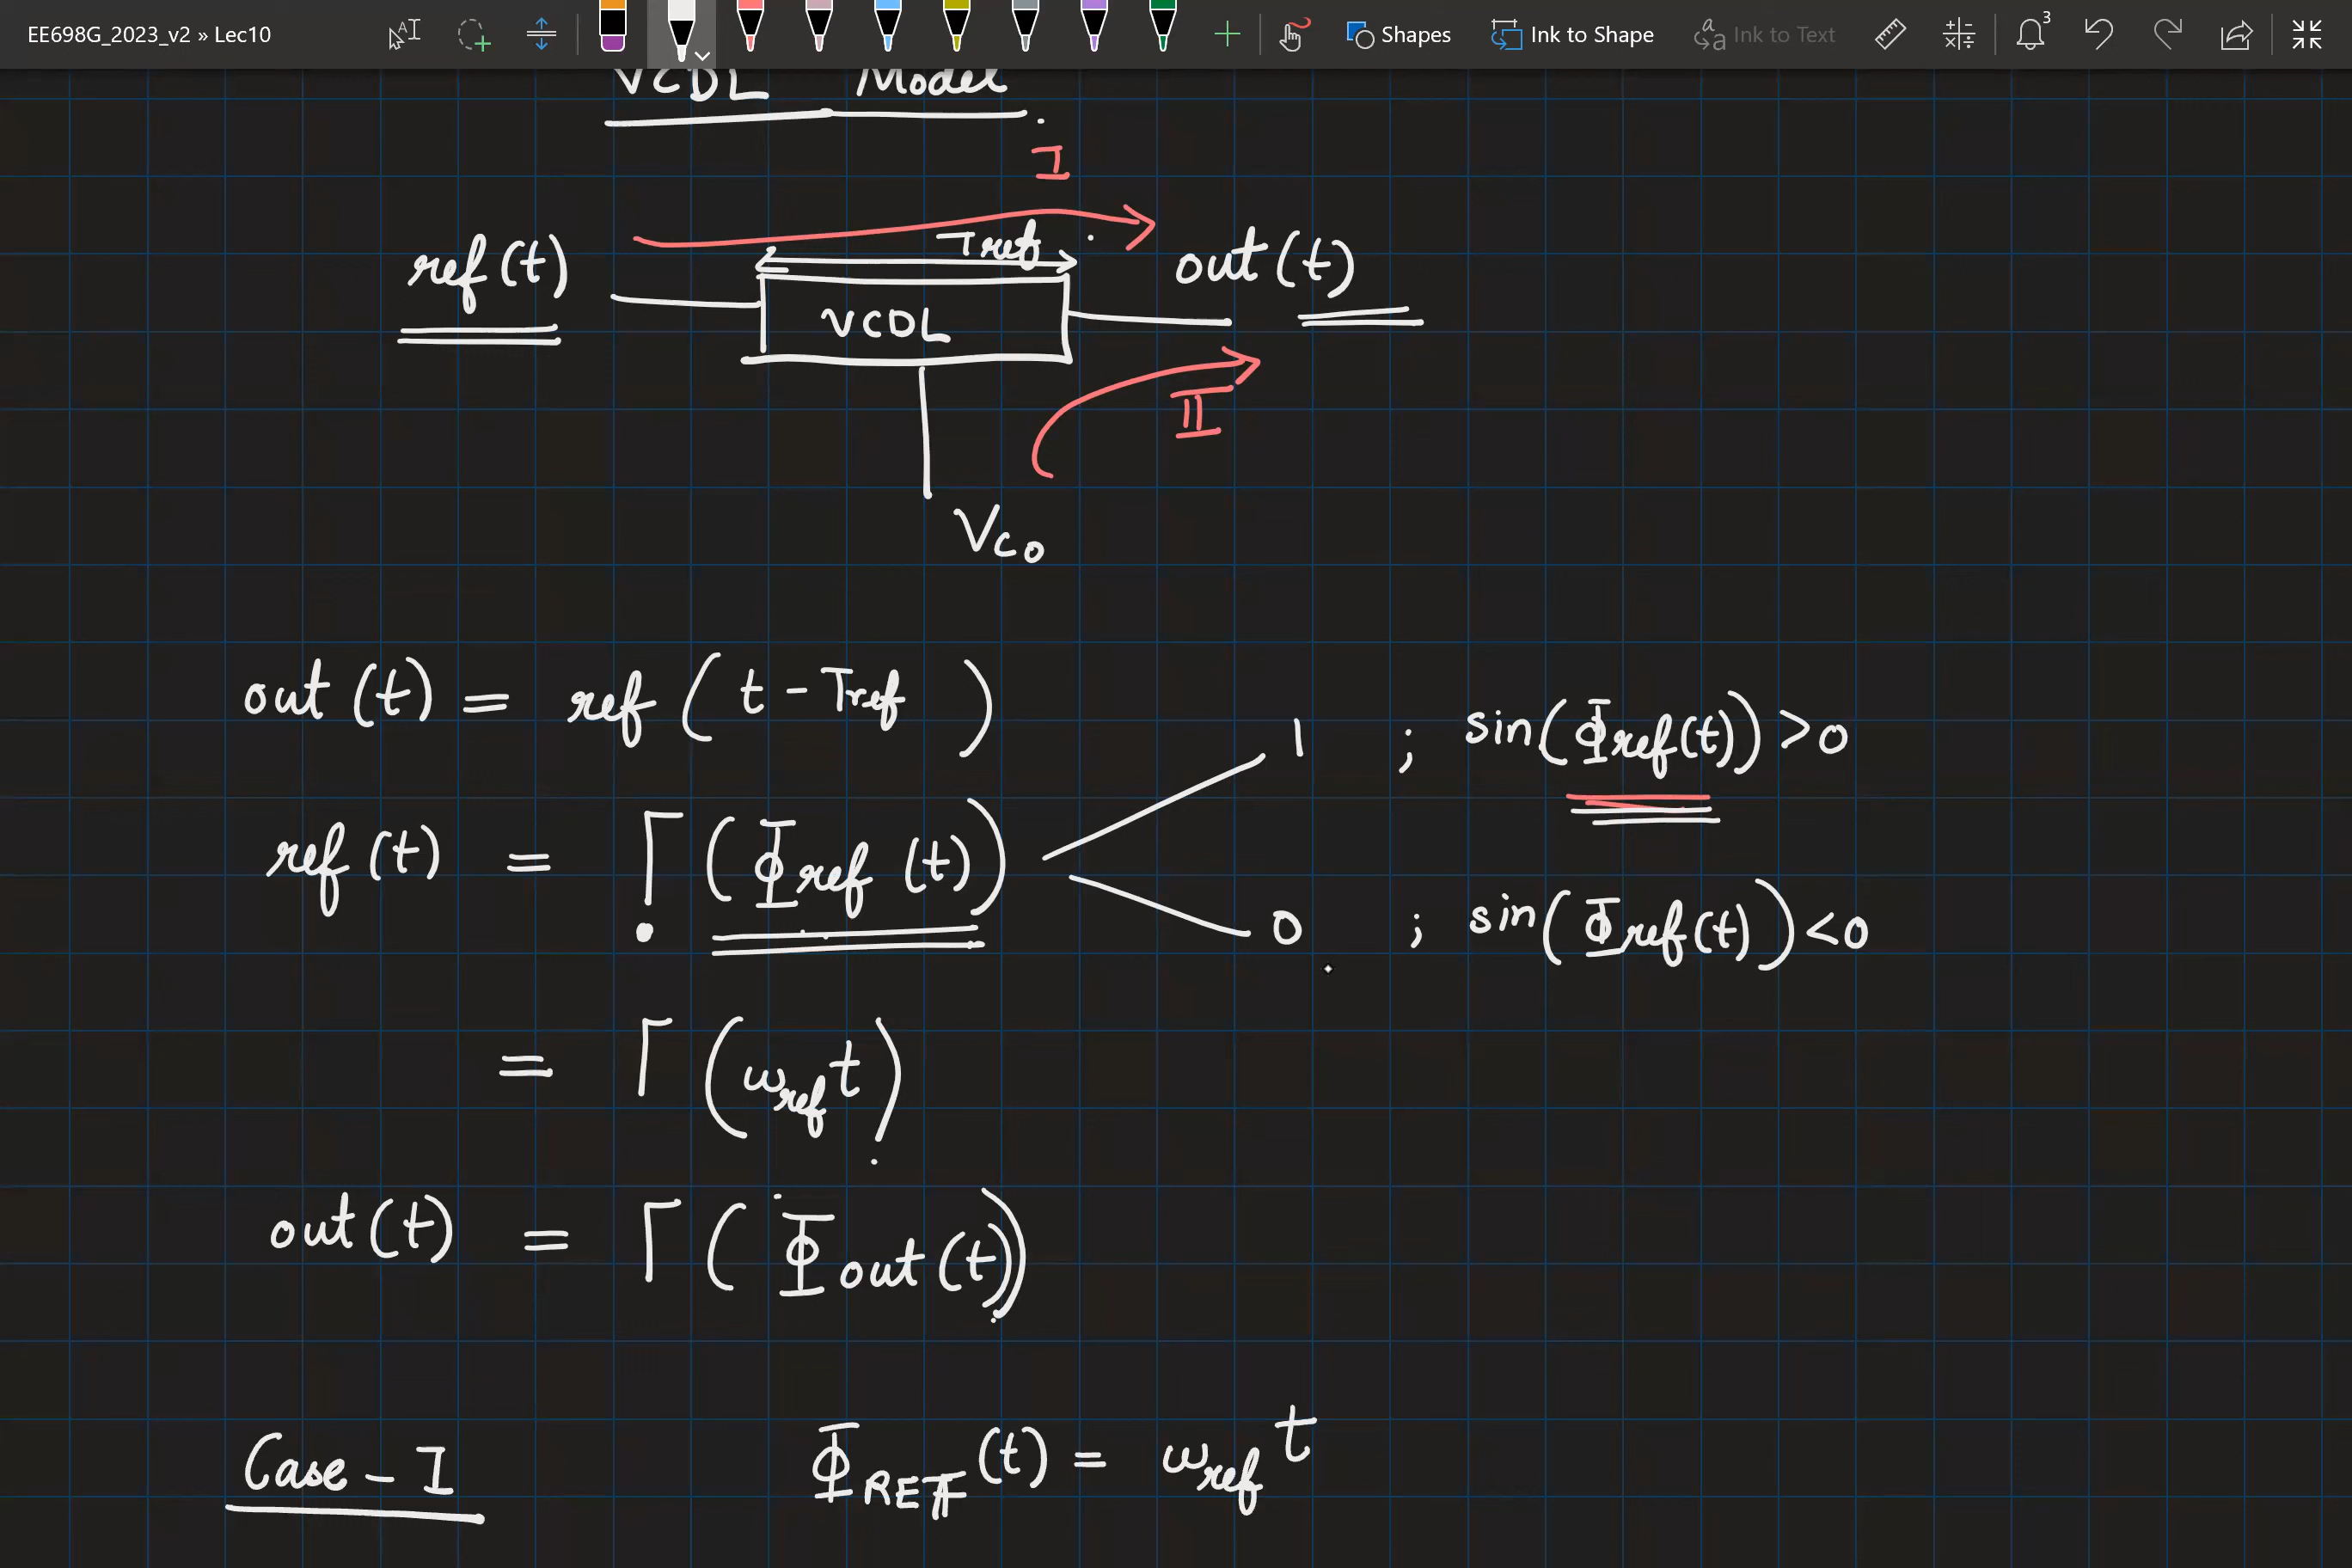 EE698G_2023_v2 » Lec10
Shapes
Ink to Shape
Ink to Text
3
VCDL Model
I
ref(t)
Tref
out(t)
VCDL
II
Vco
out(t) = ref(t - Tref)
1 ; sin(Φref(t)) > 0
ref(t) = Γ(Φref(t))
0 ; sin(Φref(t)) < 0
= Γ(ωref t)
out(t) = Γ(Φout(t))
Case - I
ΦREF(t) = ωref t